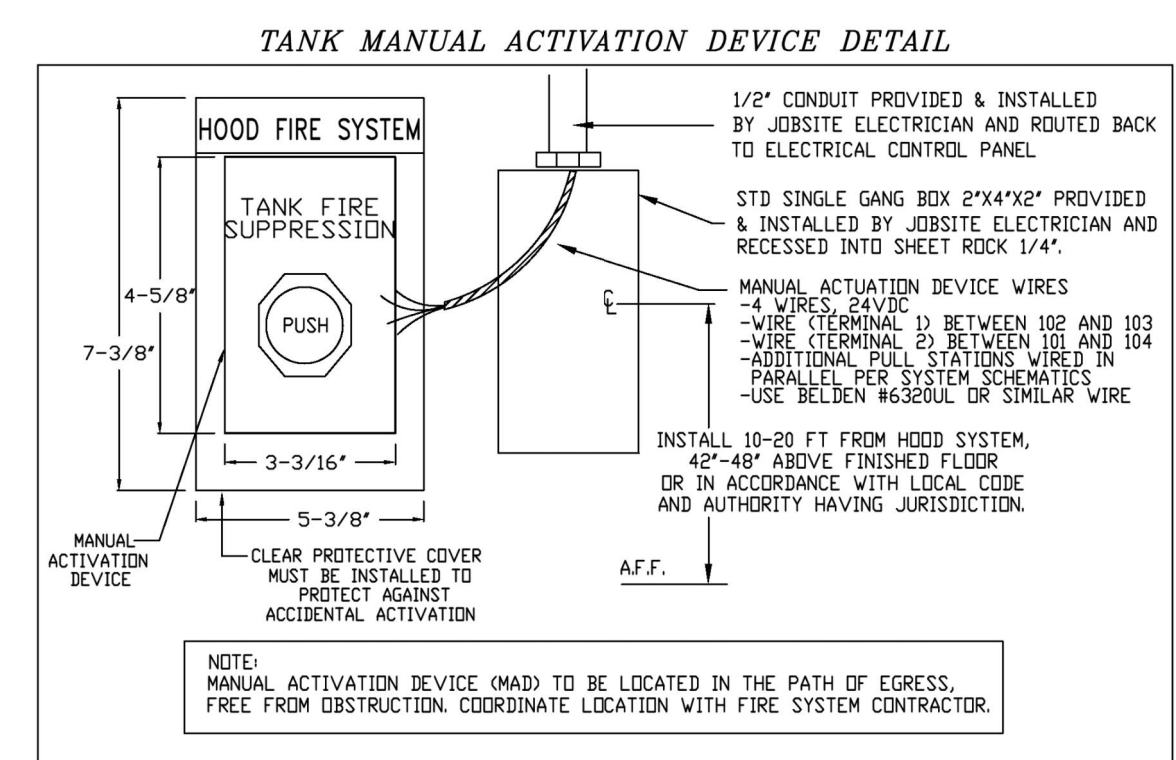 TANK MANUAL ACTIVATION DEVICE DETAIL
HOOD FIRE SYSTEM
TANK FIRE
SUPPRESSION
PUSH
4-5/8"
7-3/8"
3-3/16"
5-3/8"
MANUAL
ACTIVATION
DEVICE
CLEAR PROTECTIVE COVER
MUST BE INSTALLED TO
PROTECT AGAINST
ACCIDENTAL ACTIVATION
1/2" CONDUIT PROVIDED & INSTALLED
BY JOBSITE ELECTRICIAN AND ROUTED BACK
TO ELECTRICAL CONTROL PANEL
STD SINGLE GANG BOX 2"X4"X2" PROVIDED
& INSTALLED BY JOBSITE ELECTRICIAN AND
RECESSED INTO SHEET ROCK 1/4".
MANUAL ACTUATION DEVICE WIRES
-4 WIRES, 24VDC
-WIRE (TERMINAL 1) BETWEEN 102 AND 103
-WIRE (TERMINAL 2) BETWEEN 101 AND 104
-ADDITIONAL PULL STATIONS WIRED IN
PARALLEL PER SYSTEM SCHEMATICS
-USE BELDEN #6320UL OR SIMILAR WIRE
℄
INSTALL 10-20 FT FROM HOOD SYSTEM,
42"-48" ABOVE FINISHED FLOOR
OR IN ACCORDANCE WITH LOCAL CODE
AND AUTHORITY HAVING JURISDICTION.
A.F.F.
NOTE:
MANUAL ACTIVATION DEVICE (MAD) TO BE LOCATED IN THE PATH OF EGRESS,
FREE FROM OBSTRUCTION. COORDINATE LOCATION WITH FIRE SYSTEM CONTRACTOR.